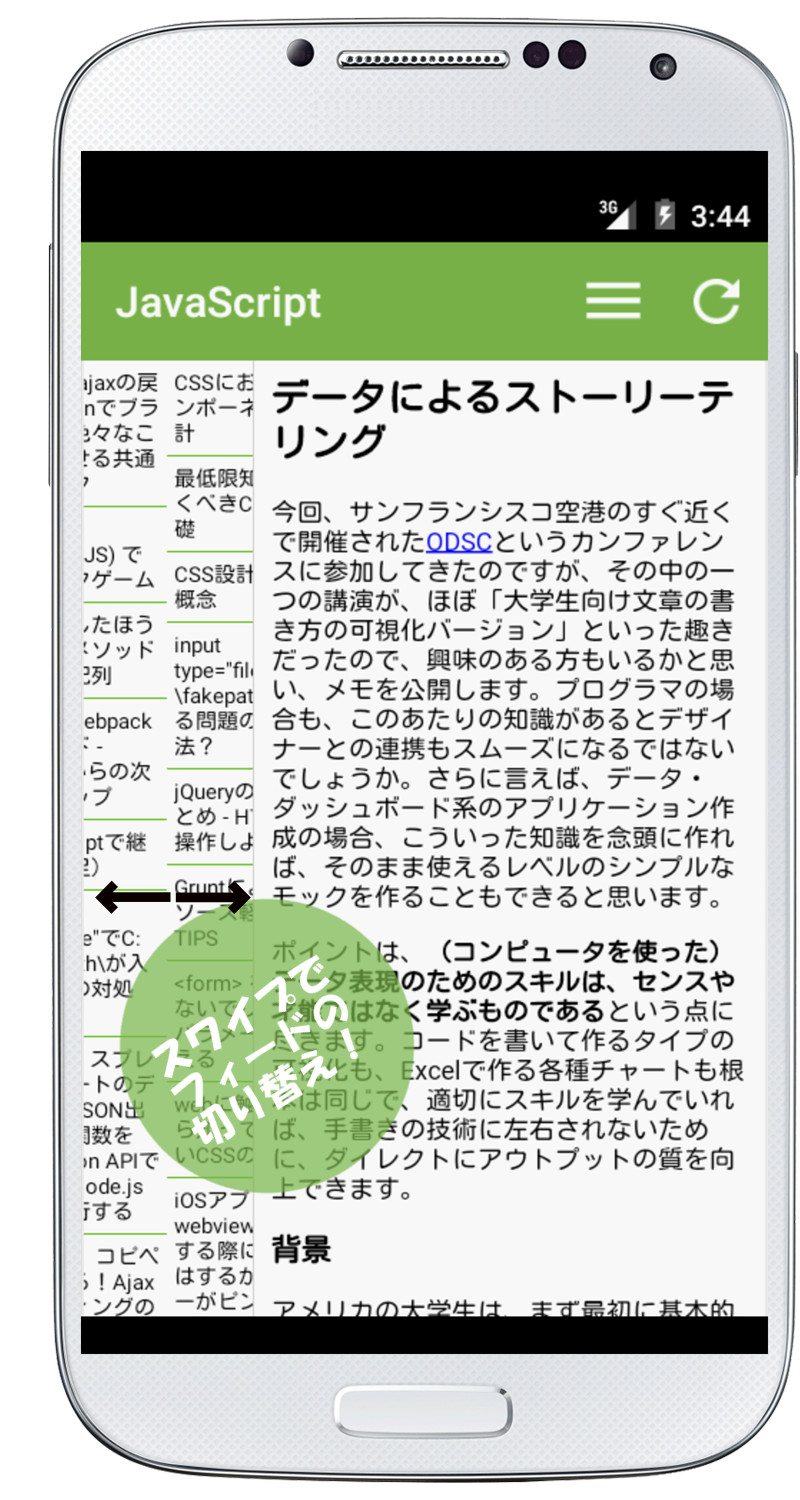 3G
3:44
JavaScript
ajaxの戻
nでブラ
々なこ
る共通
JS) で
ゲーム
したほう
メソッド
列
ebpack
-
らの次
プ
ptで継
)
e"でC:
h\が入
対処
スプレ
ートのデ
SON出
関数を
on APIで
ode.js
行する
コピペ
！Ajax
ングの
CSSにお
ンポーネ
計
最低限知
くべきC
礎
CSS設計
概念
input
type="file
\fakepat
る問題の
法？
jQueryの
とめ - H
操作しよ
Gruntに
ソース軽
TIPS
<form>
ないで
える
webに
いCSSの
iOSアプ
webview
する際に
はするか
ーがピン
データによるストーリーテ
リング
今回、サンフランシスコ空港のすぐ近く
で開催されたODSCというカンファレン
スに参加してきたのですが、その中の一
つの講演が、ほぼ「大学生向け文章の書
き方の可視化バージョン」といった趣き
だったので、興味のある方もいるかと思
い、メモを公開します。プログラマの場
合も、このあたりの知識があるとデザイ
ナーとの連携もスムーズになるではない
でしょうか。さらに言えば、データ・
ダッシュボード系のアプリケーション作
成の場合、こういった知識を念頭に作れ
ば、そのまま使えるレベルのシンプルな
モックを作ることもできると思います。
ポイントは、（コンピュータを使った）
データ表現のためのスキルは、センスや
才能ではなく学ぶものであるという点に
尽きます。コードを書いて作るタイプの
可視化も、Excelで作る各種チャートも根
本は同じで、適切にスキルを学んでいれ
ば、手書きの技術に左右されないため
に、ダイレクトにアウトプットの質を向
上できます。
背景
アメリカの大学生は、まず最初に基本的
スワイプで
フィードの
切り替え！